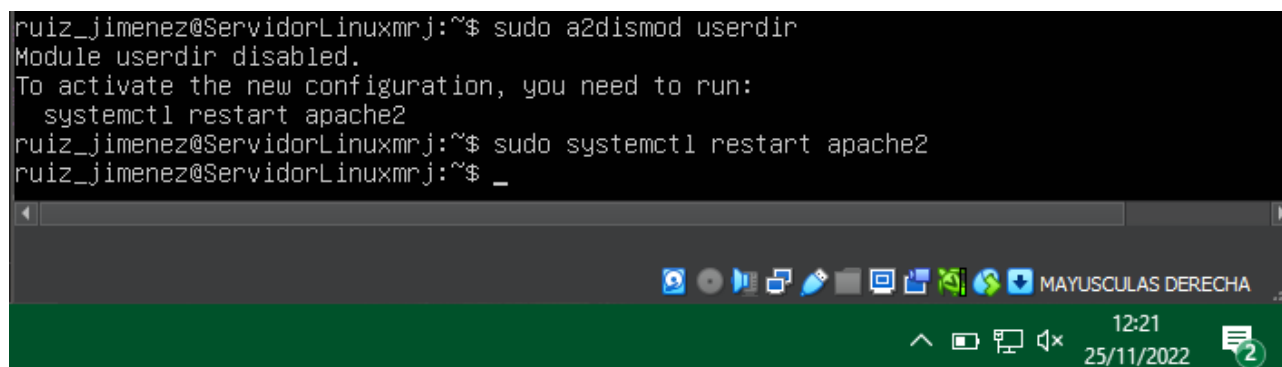 ruiz_jimenez@ServidorLinuxmrj:~$ sudo a2dismod userdir
Module userdir disabled.
To activate the new configuration, you need to run:
  systemctl restart apache2
ruiz_jimenez@ServidorLinuxmrj:~$ sudo systemctl restart apache2
ruiz_jimenez@ServidorLinuxmrj:~$ _
MAYUSCULAS DERECHA
12:21
25/11/2022
2